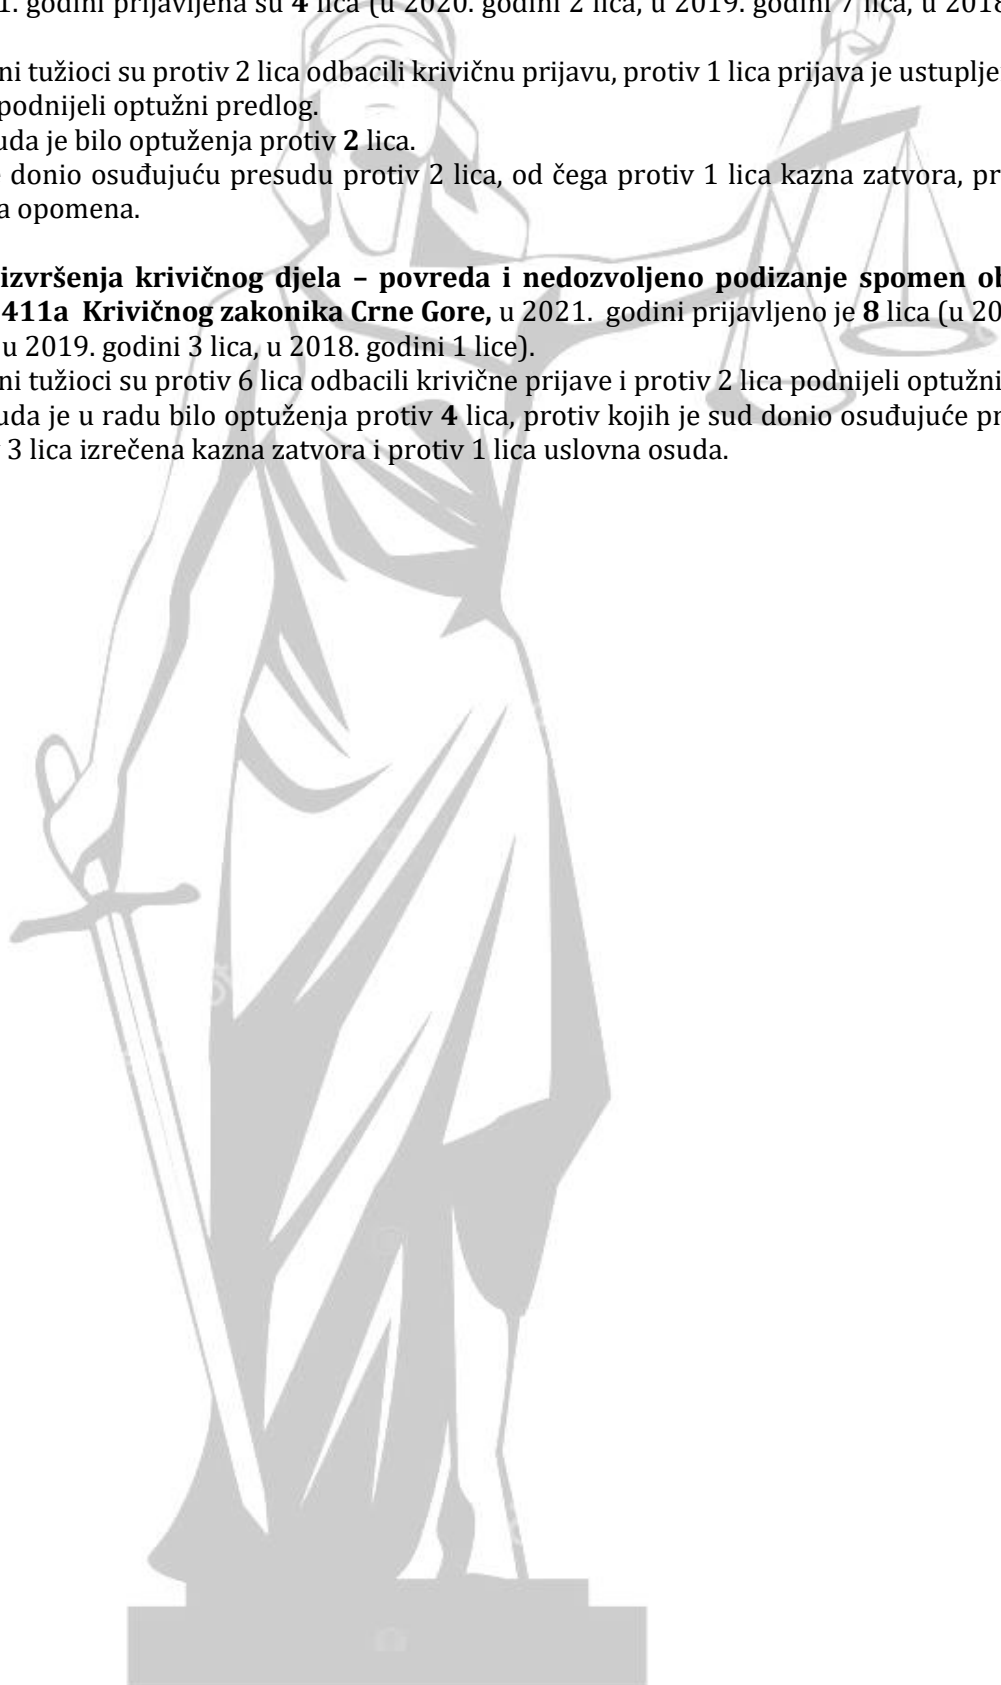 1. godini prijavljena su 4 lica (u 2020. godini 2 lica, u 2019. godini 7 lica, u 2018
ni tužioci su protiv 2 lica odbacili krivičnu prijavu, protiv 1 lica prijava je ustuplje
podnijeli optužni predlog.
uda je bilo optuženja protiv 2 lica.
donio osuđujuću presudu protiv 2 lica, od čega protiv 1 lica kazna zatvora, pr
a opomena.
izvršenja krivičnog djela – povreda i nedozvoljeno podizanje spomen ob
411a Krivičnog zakonika Crne Gore, u 2021. godini prijavljeno je 8 lica (u 20
u 2019. godini 3 lica, u 2018. godini 1 lice).
ni tužioci su protiv 6 lica odbacili krivične prijave i protiv 2 lica podnijeli optužni
uda je u radu bilo optuženja protiv 4 lica, protiv kojih je sud donio osuđujuće pr
3 lica izrečena kazna zatvora i protiv 1 lica uslovna osuda.